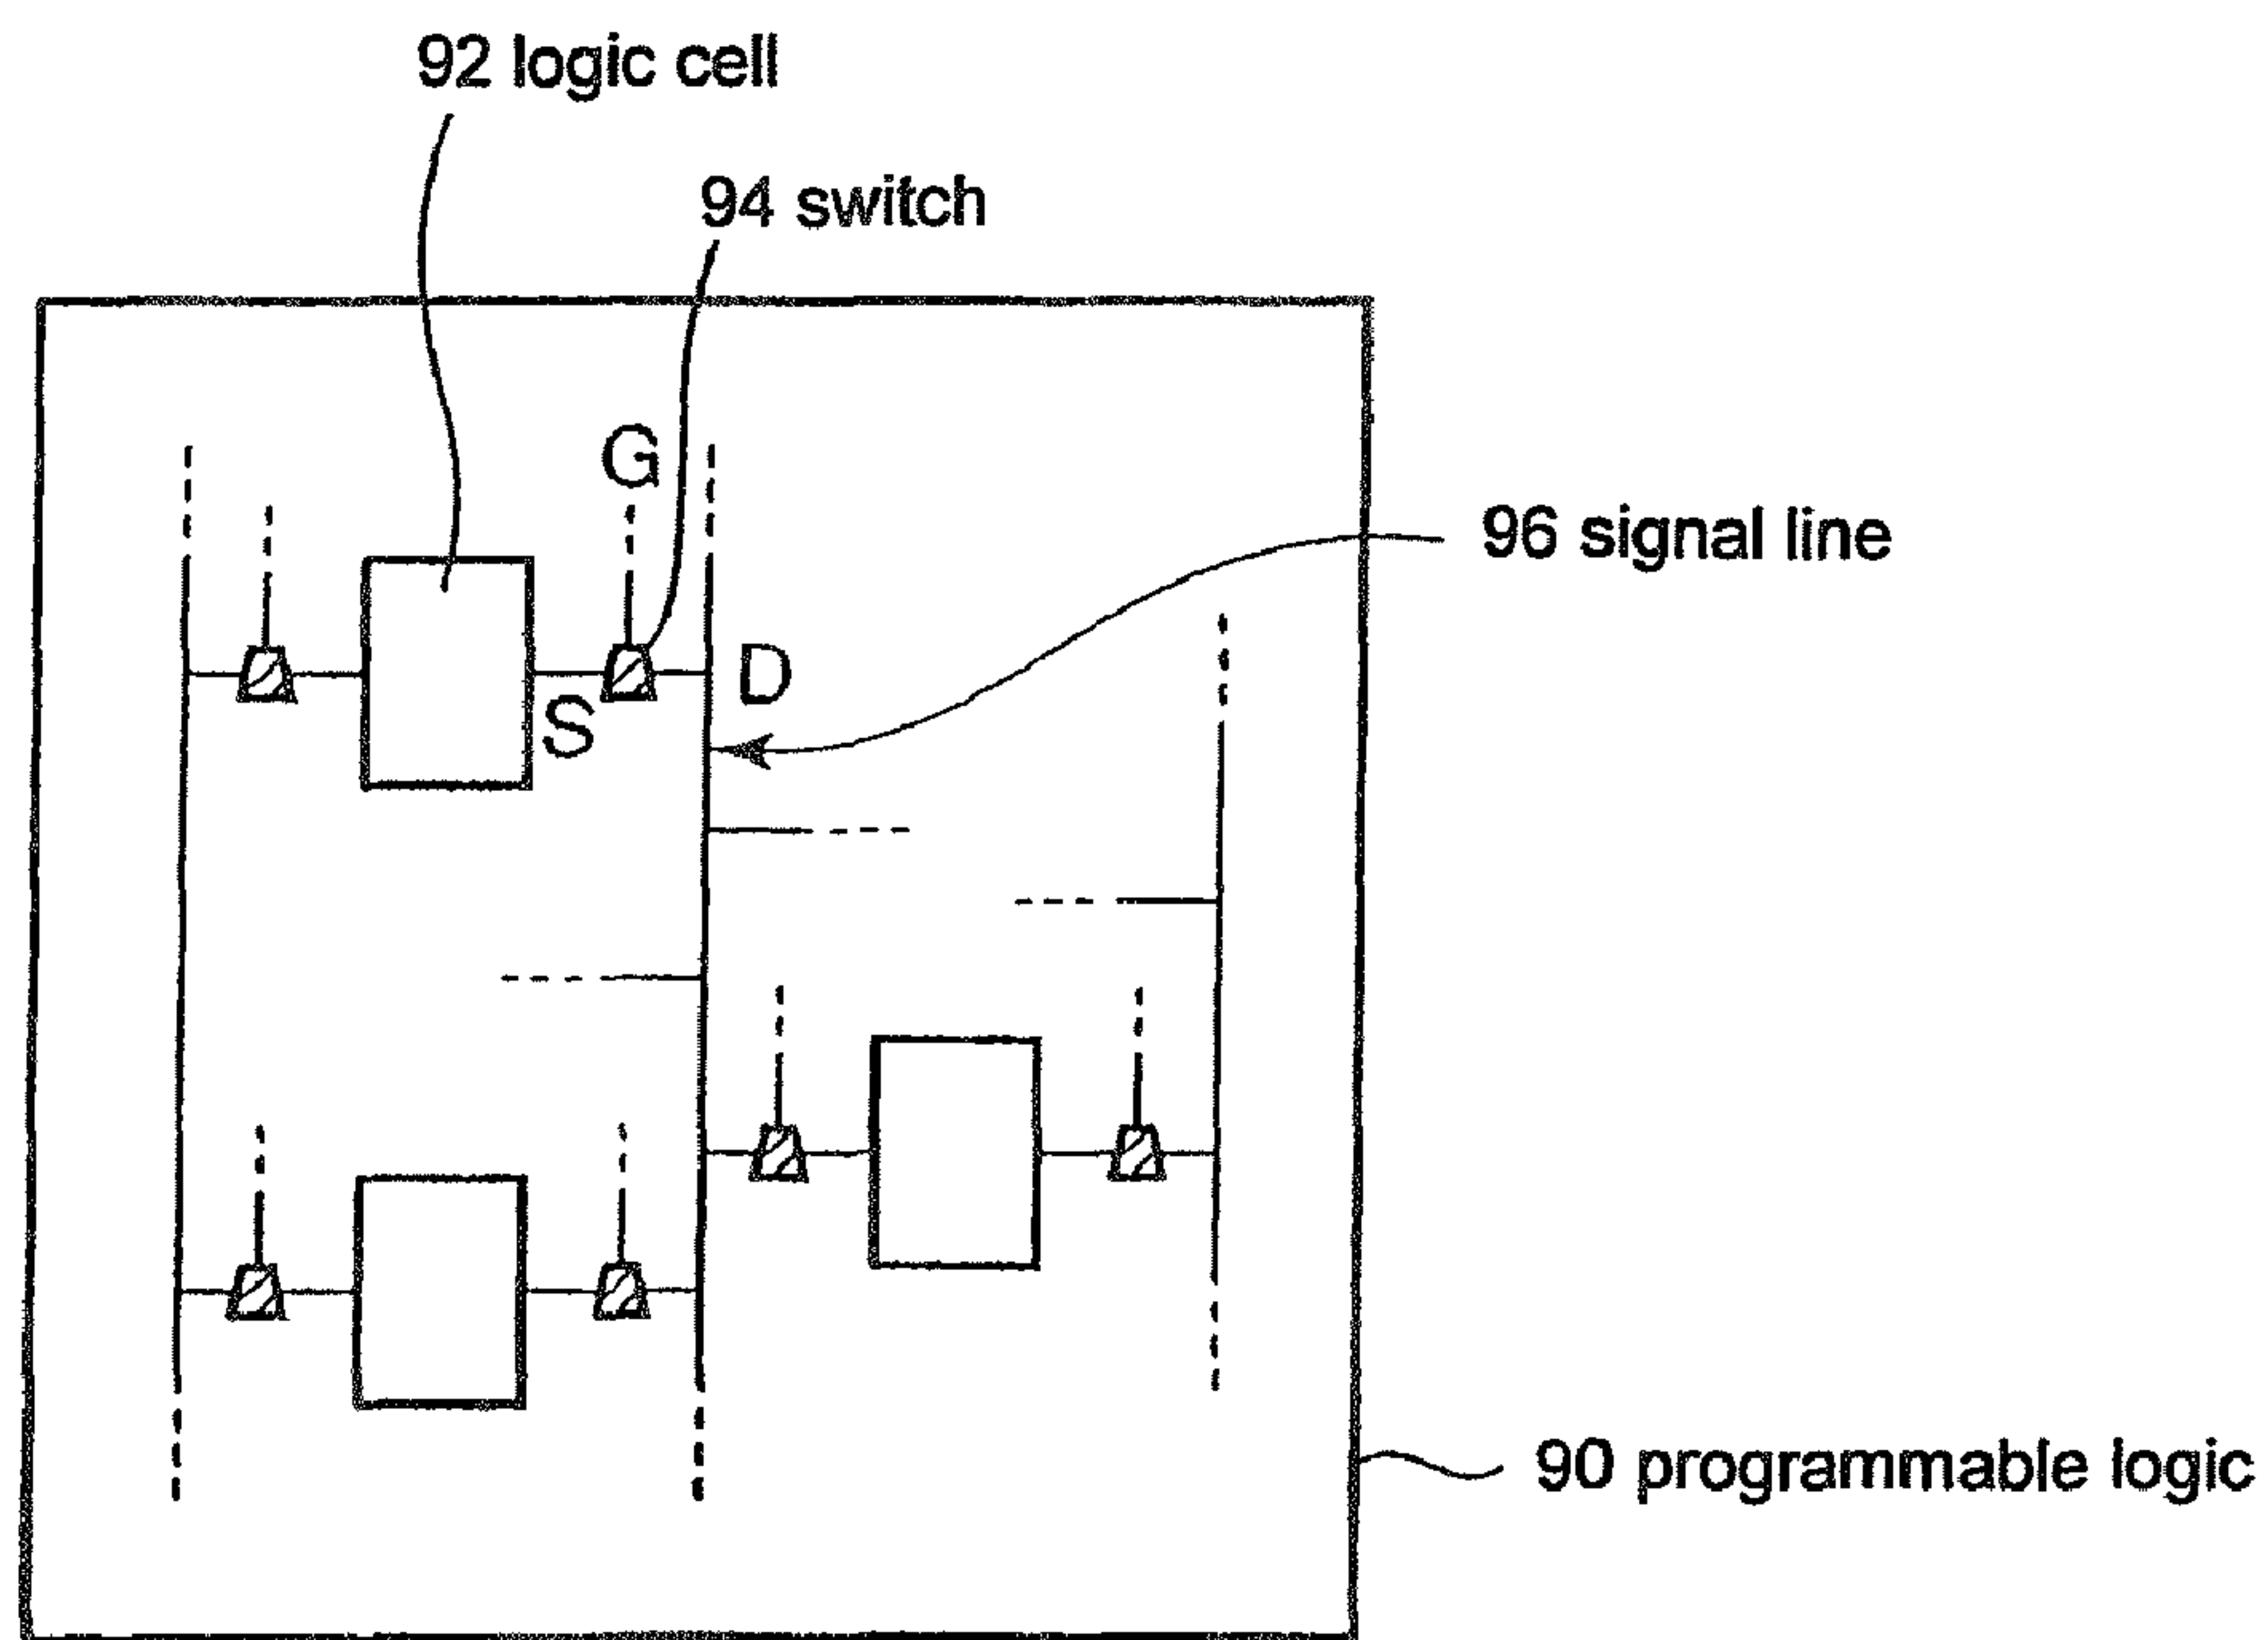 92 logic cell
94 switch
G
96 signal line
D
S
90 programmable logic